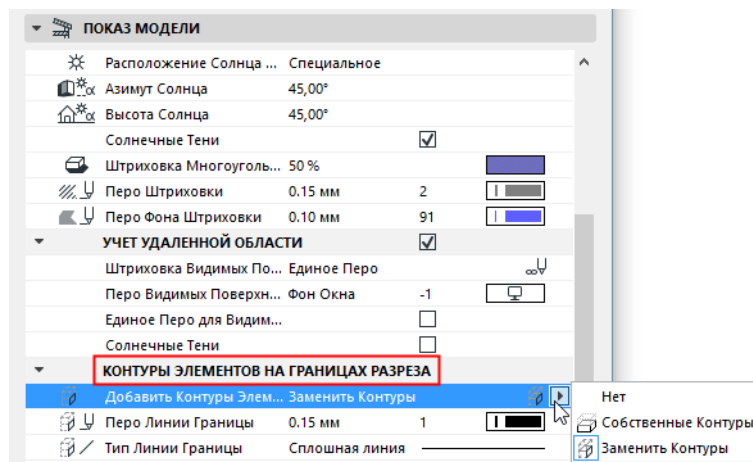 ПОКАЗ МОДЕЛИ
Расположение Солнца ... Специальное
Азимут Солнца 45,00°
Высота Солнца 45,00°
Солнечные Тени
Штриховка Многоуголь... 50 %
Перо Штриховки 0.15 мм 2
Перо Фона Штриховки 0.10 мм 91
УЧЕТ УДАЛЕННОЙ ОБЛАСТИ
Штриховка Видимых По... Единое Перо
Перо Видимых Поверхн... Фон Окна -1
Единое Перо для Видим...
Солнечные Тени
КОНТУРЫ ЭЛЕМЕНТОВ НА ГРАНИЦАХ РАЗРЕЗА
Добавить Контуры Элем... Заменить Контуры
Нет
Перо Линии Границы 0.15 мм 1
Собственные Контуры
Тип Линии Границы Сплошная линия
Заменить Контуры